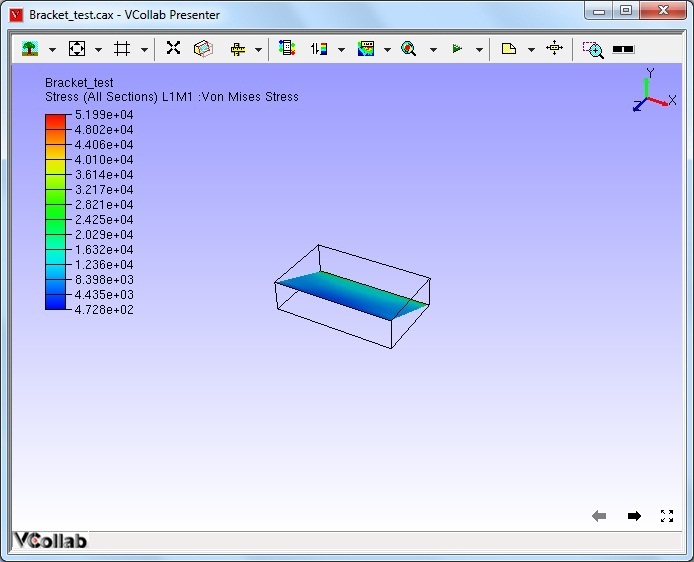 Bracket_test.cax - VCollab Presenter
Bracket_test
Stress (All Sections) L1M1 :Von Mises Stress
5.199e+04
4.802e+04
4.406e+04
4.010e+04
3.614e+04
3.217e+04
2.821e+04
2.425e+04
2.029e+04
1.632e+04
1.236e+04
8.398e+03
4.435e+03
4.728e+02
Y
X
Z
VCollab